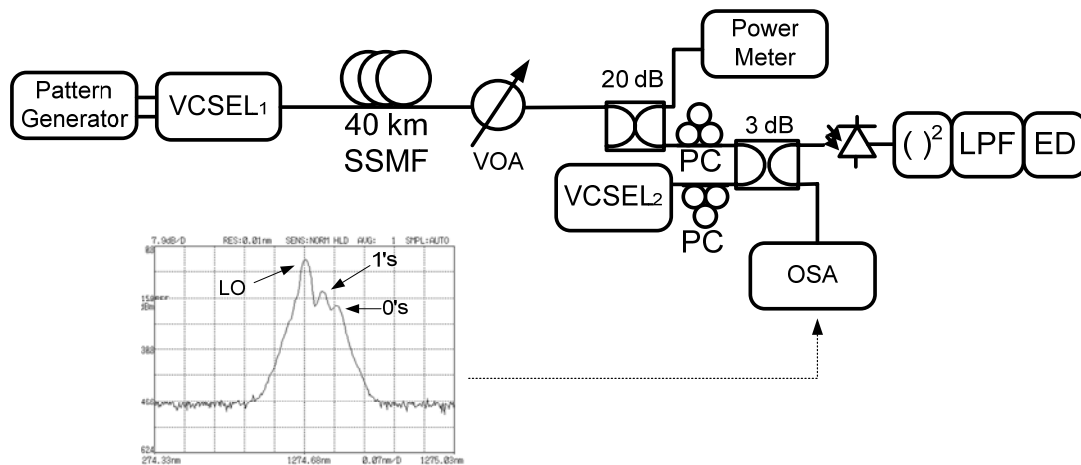 Pattern
Generator
VCSEL1
40 km
SSMF
VOA
20 dB
Power
Meter
PC
3 dB
VCSEL2
PC
( )2
LPF
ED
OSA
7.9dB/D RES:0.01nm SENS:NORM HLD AVG: 1 SMPL:AUTO
LO
1's
0's
274.33nm 1274.68nm 0.07nm/D 1275.03nm